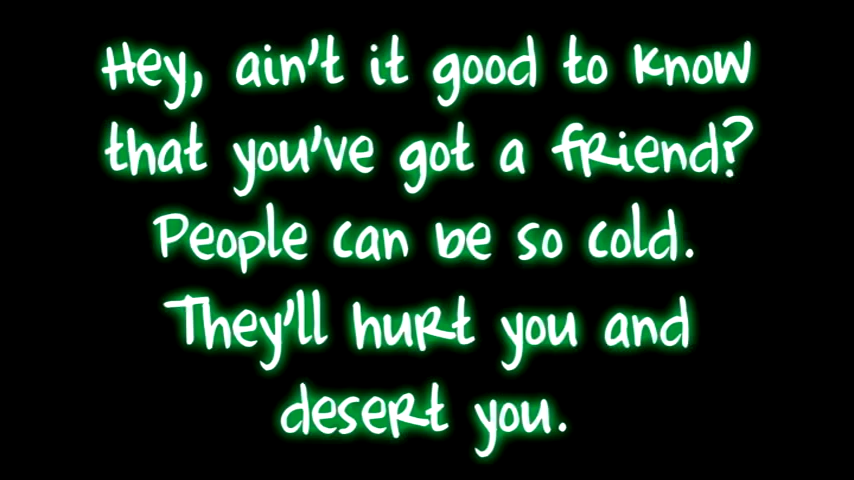 Hey, ain't it good to know
that you've got a friend?
People can be so cold.
They'll hurt you and
desert you.